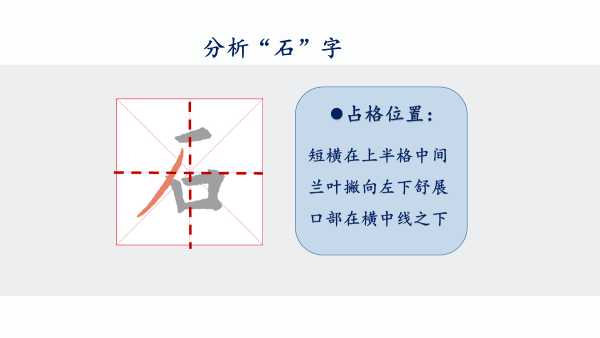 分析“石”字
石
●占格位置：
短横在上半格中间
兰叶撇向左下舒展
口部在横中线之下